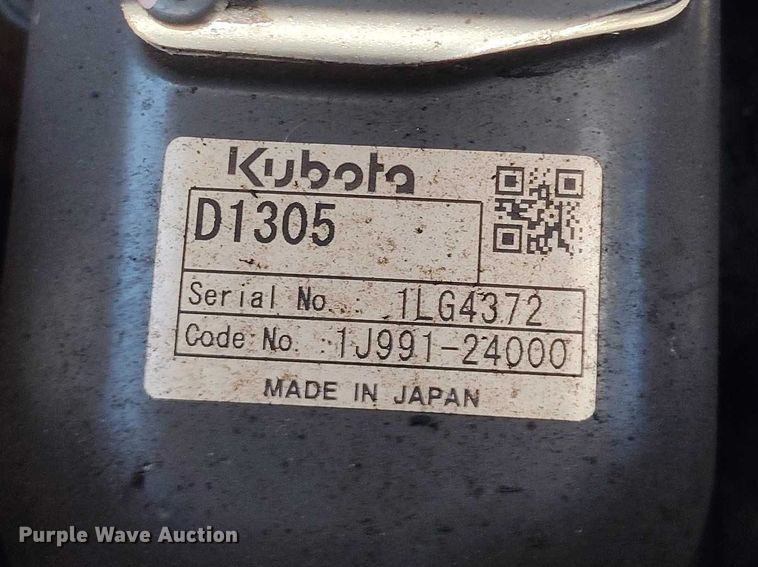 Kubota
D1305
Serial No. 1LG4372
Code No. 1J991-24000
MADE IN JAPAN
Purple Wave Auction